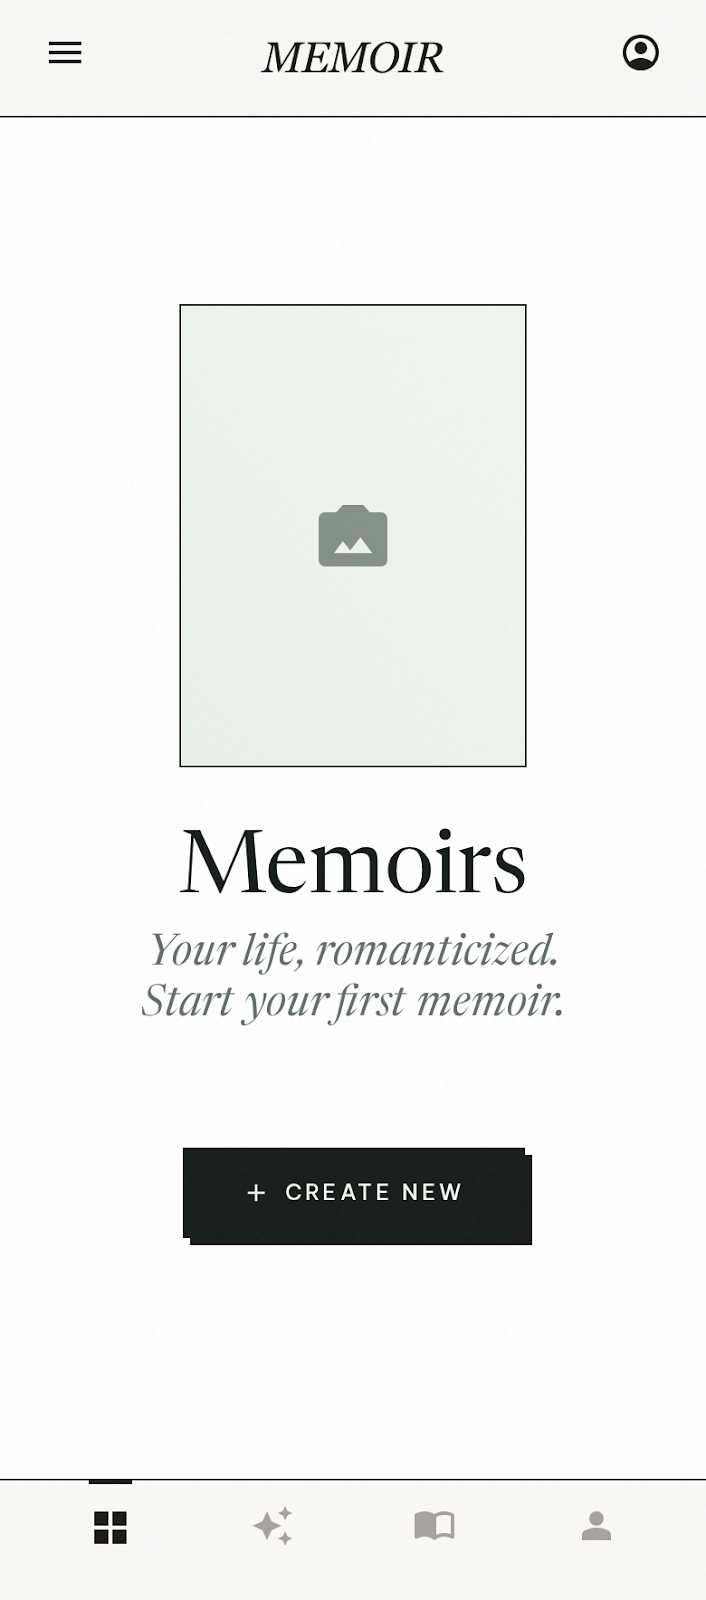 MEMOIR
Memoirs
Your life, romanticized.
Start your first memoir.
+ CREATE NEW